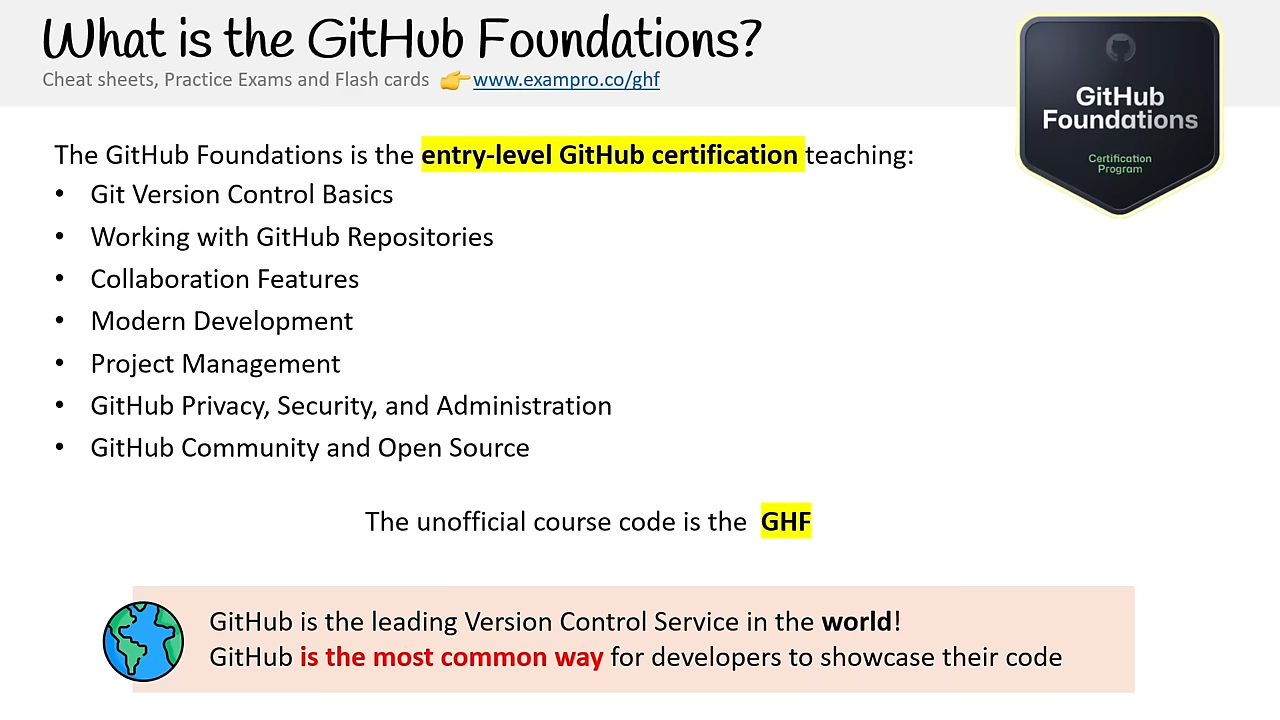 What is the GitHub Foundations?
Cheat sheets, Practice Exams and Flash cards 👉 www.exampro.co/ghf
GitHub
Foundations
Certification
Program
The GitHub Foundations is the entry-level GitHub certification teaching:
• Git Version Control Basics
• Working with GitHub Repositories
• Collaboration Features
• Modern Development
• Project Management
• GitHub Privacy, Security, and Administration
• GitHub Community and Open Source
The unofficial course code is the GHF
GitHub is the leading Version Control Service in the world!
GitHub is the most common way for developers to showcase their code